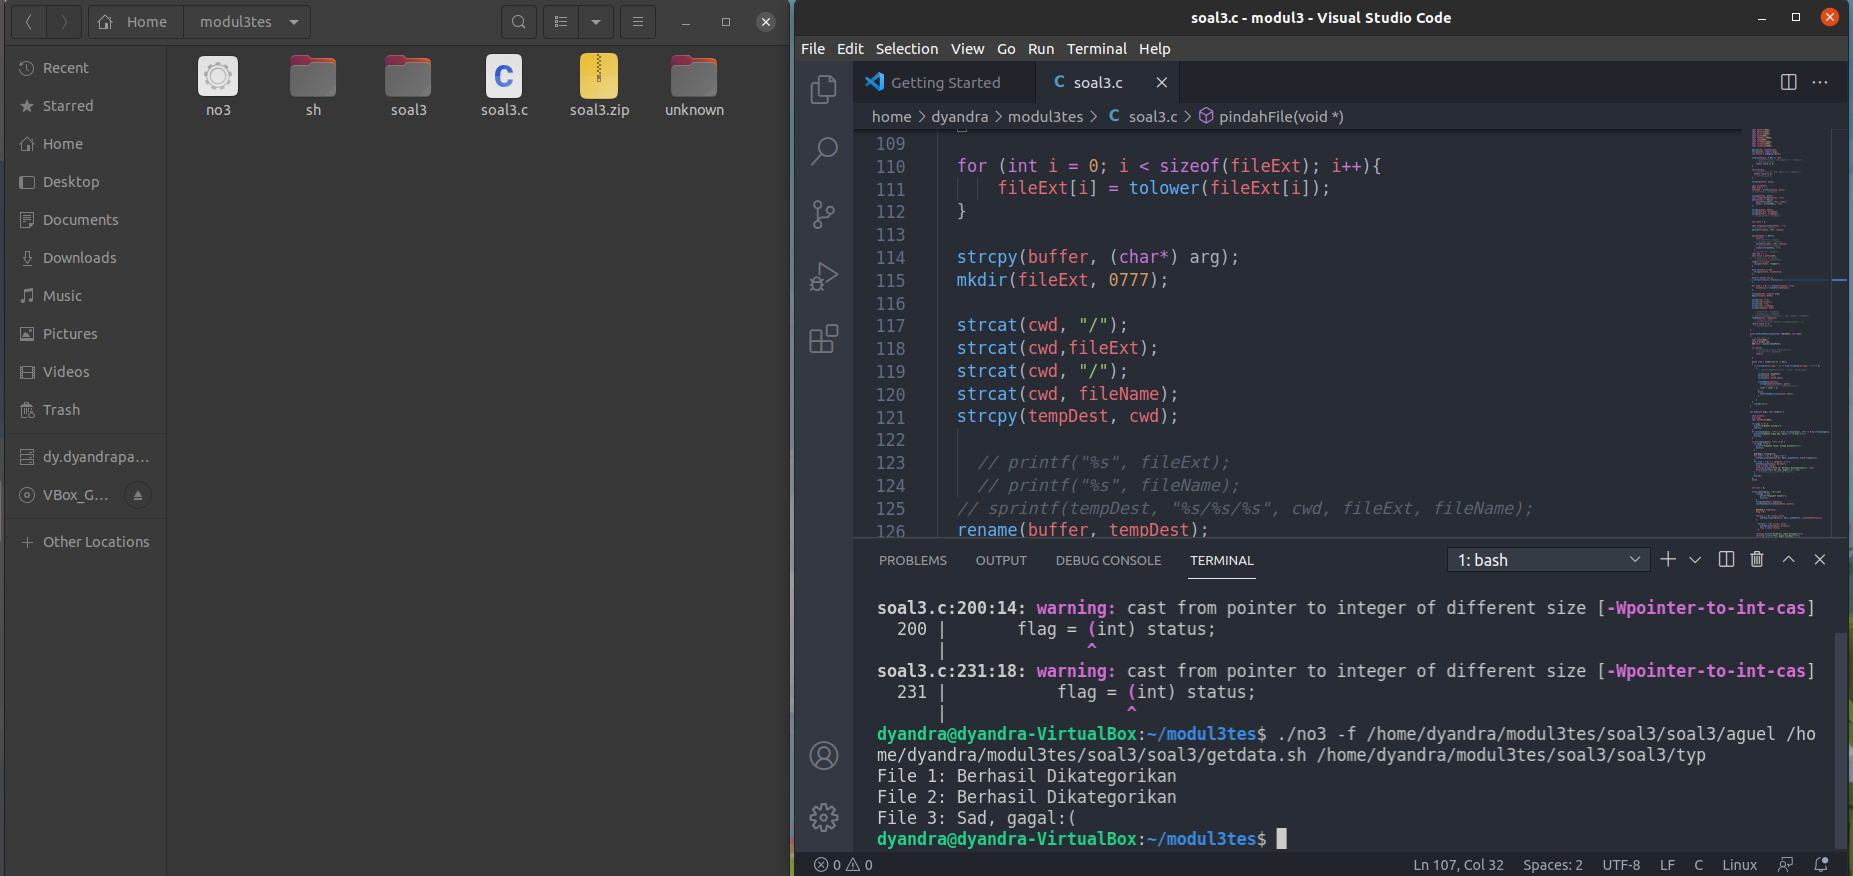 Home
modul3tes
Recent
Starred
Home
Desktop
Documents
Downloads
Music
Pictures
Videos
Trash
dy.dyandrapa...
VBox_G...
Other Locations
no3
sh
soal3
soal3.c
soal3.zip
unknown
soal3.c - modul3 - Visual Studio Code
File Edit Selection View Go Run Terminal Help
Getting Started
C soal3.c
home > dyandra > modul3tes > C soal3.c > pindahFile(void *)
109
110 for (int i = 0; i < sizeof(fileExt); i++){
111 fileExt[i] = tolower(fileExt[i]);
112 }
113
114 strcpy(buffer, (char*) arg);
115 mkdir(fileExt, 0777);
116
117 strcat(cwd, "/");
118 strcat(cwd,fileExt);
119 strcat(cwd, "/");
120 strcat(cwd, fileName);
121 strcpy(tempDest, cwd);
122
123 // printf("%s", fileExt);
124 // printf("%s", fileName);
125 // sprintf(tempDest, "%s/%s/%s", cwd, fileExt, fileName);
126 rename(buffer, tempDest);
PROBLEMS OUTPUT DEBUG CONSOLE TERMINAL 1: bash
soal3.c:200:14: warning: cast from pointer to integer of different size [-Wpointer-to-int-cas]
200 | flag = (int) status;
| ^
soal3.c:231:18: warning: cast from pointer to integer of different size [-Wpointer-to-int-cas]
231 | flag = (int) status;
| ^
dyandra@dyandra-VirtualBox:~/modul3tes$ ./no3 -f /home/dyandra/modul3tes/soal3/soal3/aguel /ho
me/dyandra/modul3tes/soal3/soal3/getdata.sh /home/dyandra/modul3tes/soal3/soal3/typ
File 1: Berhasil Dikategorikan
File 2: Berhasil Dikategorikan
File 3: Sad, gagal:(
dyandra@dyandra-VirtualBox:~/modul3tes$
0 0 Ln 107, Col 32 Spaces: 2 UTF-8 LF C Linux